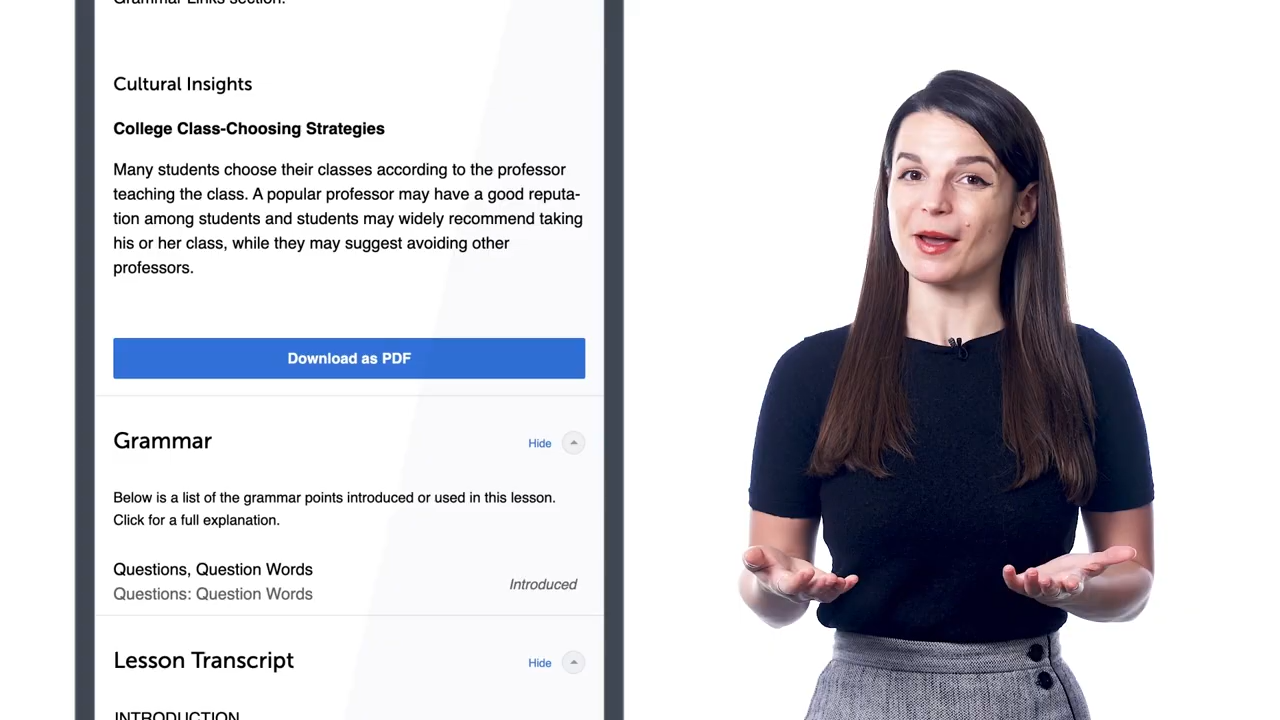 Grammar Links section.
Cultural Insights
College Class-Choosing Strategies
Many students choose their classes according to the professor
teaching the class. A popular professor may have a good reputa-
tion among students and students may widely recommend taking
his or her class, while they may suggest avoiding other
professors.
Download as PDF
Grammar
Hide
Below is a list of the grammar points introduced or used in this lesson.
Click for a full explanation.
Questions, Question Words
Introduced
Questions: Question Words
Lesson Transcript
Hide
INTRODUCTION